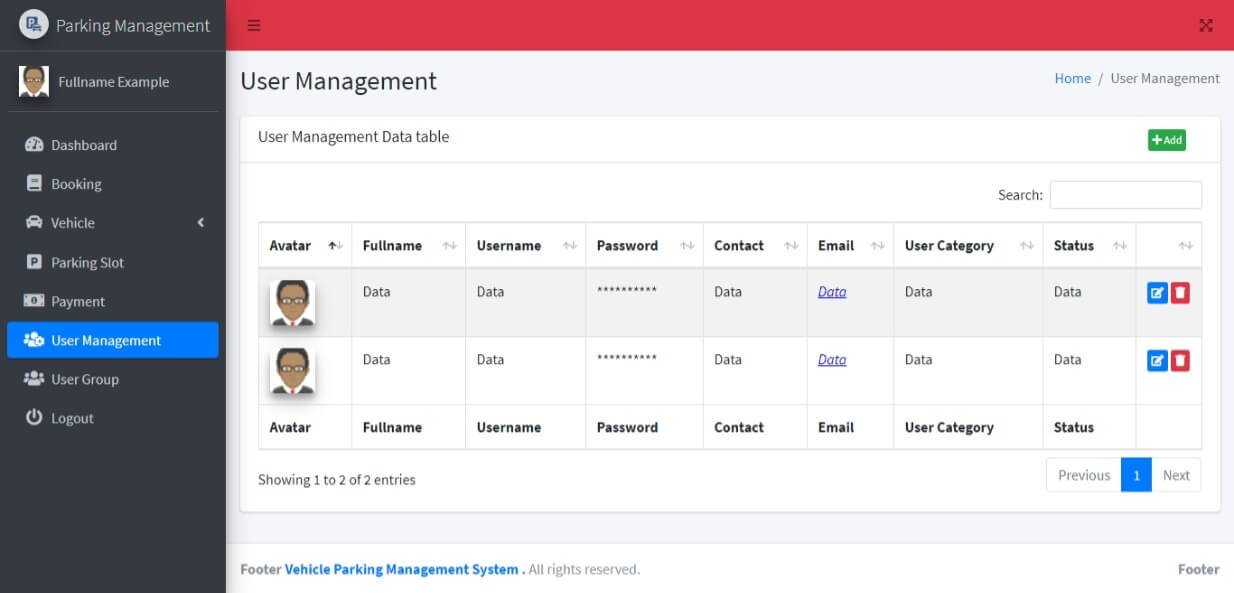 Parking Management
Fullname Example
Dashboard
Booking
Vehicle
Parking Slot
Payment
User Management
User Group
Logout
User Management
Home / User Management
User Management Data table
Add
Search:
Avatar Fullname Username Password Contact Email User Category Status
Data Data ********** Data Data Data Data
Data Data ********** Data Data Data Data
Avatar Fullname Username Password Contact Email User Category Status
Showing 1 to 2 of 2 entries
Previous 1 Next
Footer Vehicle Parking Management System . All rights reserved.
Footer